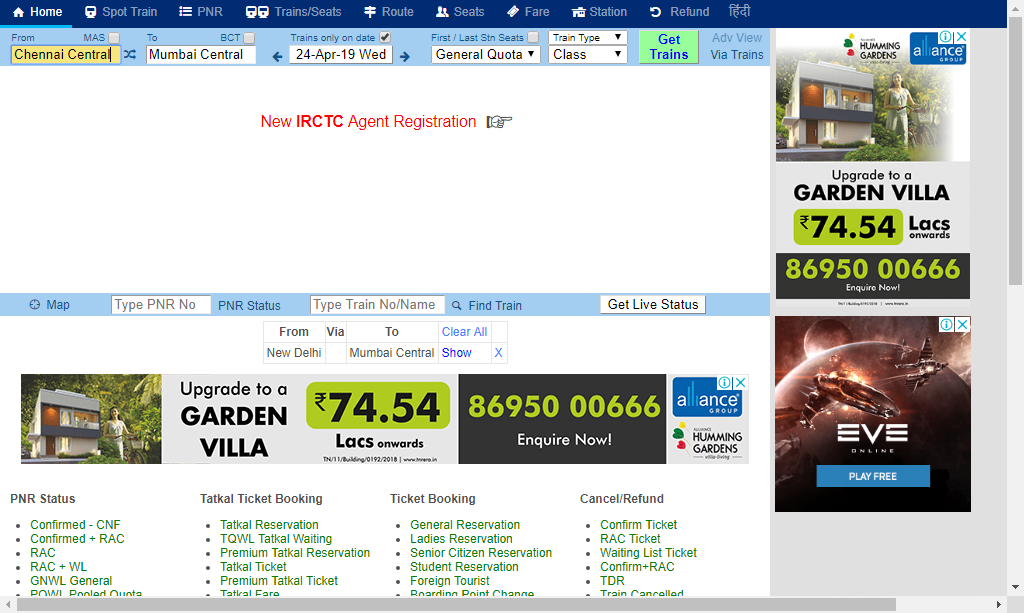 Home Spot Train PNR Trains/Seats Route Seats Fare Station Refund हिंदी
From MAS To BCT Trains only on date First / Last Stn Seats Train Type Get Trains Adv View
Chennai Central Mumbai Central 24-Apr-19 Wed General Quota Class Via Trains
New IRCTC Agent Registration
Map Type PNR No PNR Status Type Train No/Name Find Train Get Live Status
From Via To Clear All
New Delhi Mumbai Central Show X
Upgrade to a
GARDEN
VILLA
₹74.54
Lacs onwards
TN/11/Building/0192/2018 | www.tnrera.in
86950 00666
Enquire Now!
alliance
GROUP
ALLIANCE
HUMMING
GARDENS
villa-living
PNR Status
Confirmed - CNF
Confirmed + RAC
RAC
RAC + WL
GNWL General
PQWL Pooled Quota
Tatkal Ticket Booking
Tatkal Reservation
TQWL Tatkal Waiting
Premium Tatkal Reservation
Tatkal Ticket
Premium Tatkal Ticket
Tatkal Fare
Ticket Booking
General Reservation
Ladies Reservation
Senior Citizen Reservation
Student Reservation
Foreign Tourist
Boarding Point Change
Cancel/Refund
Confirm Ticket
RAC Ticket
Waiting List Ticket
Confirm+RAC
TDR
Train Cancelled
ALLIANCE
HUMMING
GARDENS
villa-living
alliance
GROUP
Upgrade to a
GARDEN VILLA
₹74.54 Lacs
onwards
86950 00666
Enquire Now!
TN/11/Building/0192/2018 | www.tnrera.in
EVE
ONLINE
PLAY FREE